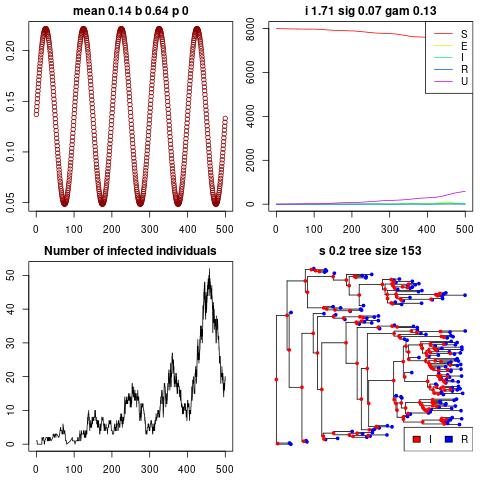 mean 0.14 b 0.64 p 0
0.05 0.10 0.15 0.20
0 100 200 300 400 500
i 1.71 sig 0.07 gam 0.13
0 2000 4000 6000 8000
0 100 200 300 400 500
S
E
I
R
U
Number of infected individuals
0 10 20 30 40 50
0 100 200 300 400 500
s 0.2 tree size 153
I R